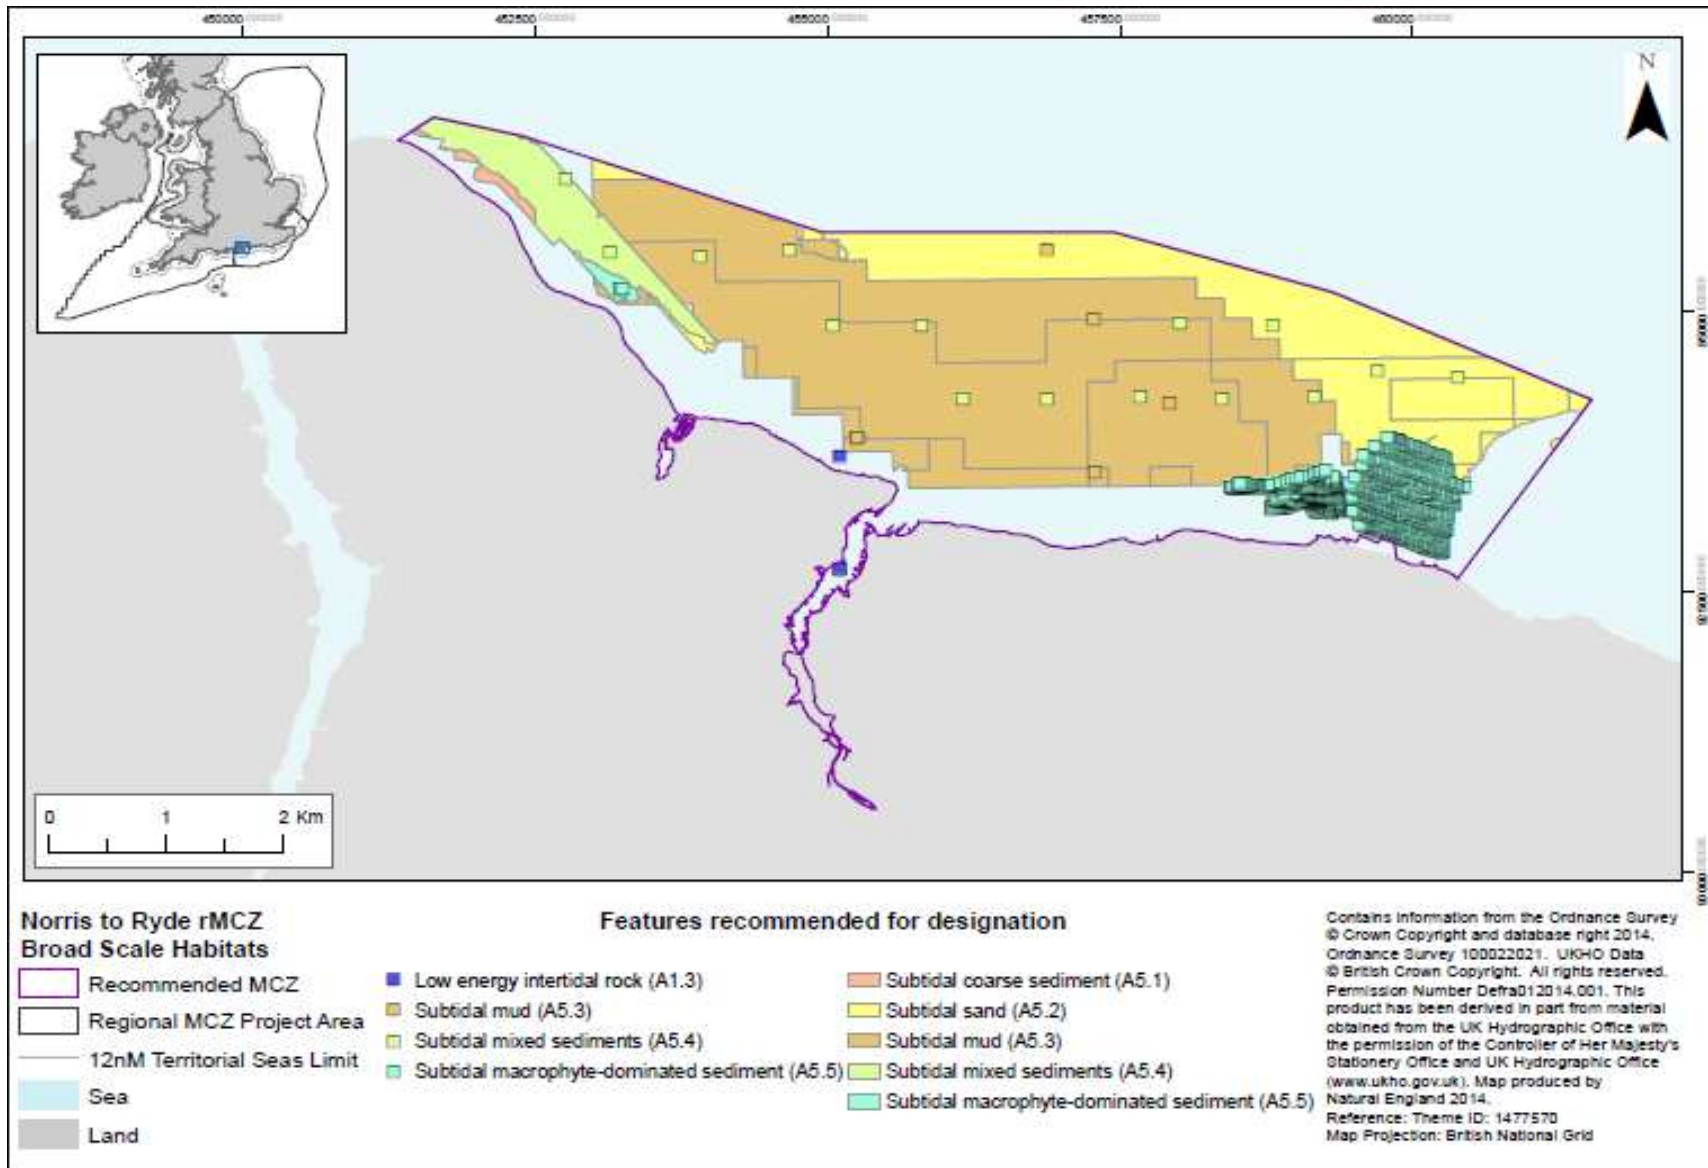 450000
452500
455000
457500
460000
N
0 1 2 Km
Norris to Ryde rMCZ
Broad Scale Habitats
Recommended MCZ
Regional MCZ Project Area
12nM Territorial Seas Limit
Sea
Land
Features recommended for designation
Low energy intertidal rock (A1.3)
Subtidal mud (A5.3)
Subtidal mixed sediments (A5.4)
Subtidal macrophyte-dominated sediment (A5.5)
Subtidal coarse sediment (A5.1)
Subtidal sand (A5.2)
Subtidal mud (A5.3)
Subtidal mixed sediments (A5.4)
Subtidal macrophyte-dominated sediment (A5.5)
Contains information from the Ordnance Survey
© Crown Copyright and database right 2014.
Ordnance Survey 100022021. UKHO Data
© British Crown Copyright. All rights reserved.
Permission Number Defra012014.001. This
product has been derived in part from material
obtained from the UK Hydrographic Office with
the permission of the Controller of Her Majesty's
Stationery Office and UK Hydrographic Office
(www.ukho.gov.uk). Map produced by
Natural England 2014.
Reference: Theme ID: 1477570
Map Projection: British National Grid